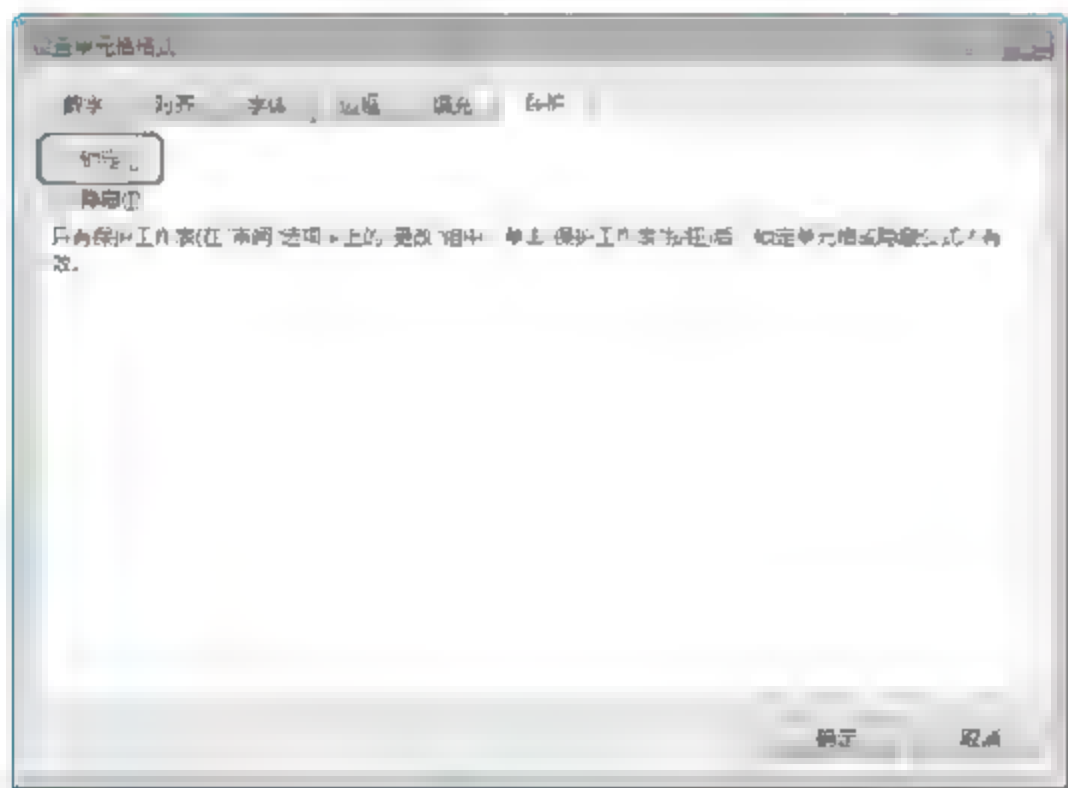 设置单元格格式
数字 对齐 字体 边框 填充 保护
锁定(L)
隐藏(I)
只有保护工作表(在"审阅"选项卡上的"更改"组中，单击"保护工作表"按钮)后，锁定单元格或隐藏公式才有
效。
确定 取消